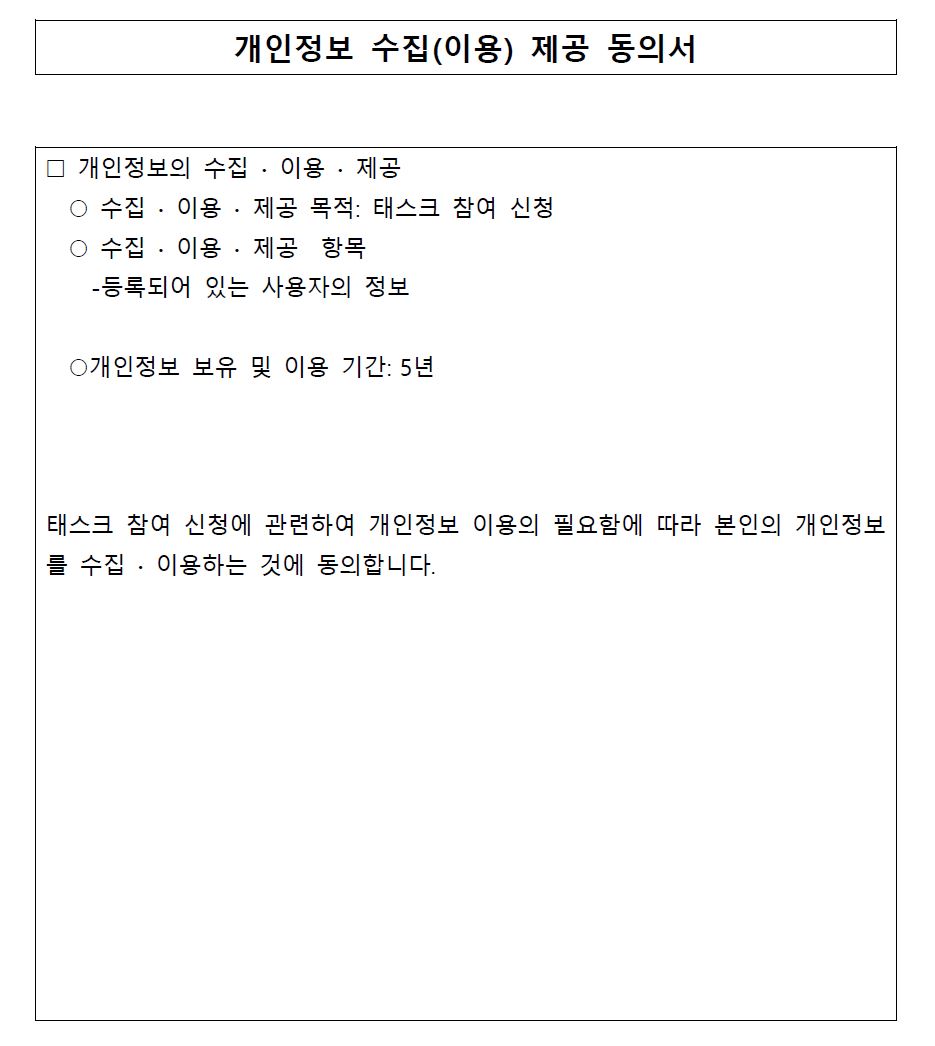 개인정보 수집(이용) 제공 동의서
□ 개인정보의 수집 · 이용 · 제공
○ 수집 · 이용 · 제공 목적: 태스크 참여 신청
○ 수집 · 이용 · 제공 항목
-등록되어 있는 사용자의 정보
○개인정보 보유 및 이용 기간: 5년
태스크 참여 신청에 관련하여 개인정보 이용의 필요함에 따라 본인의 개인정보
를 수집 · 이용하는 것에 동의합니다.